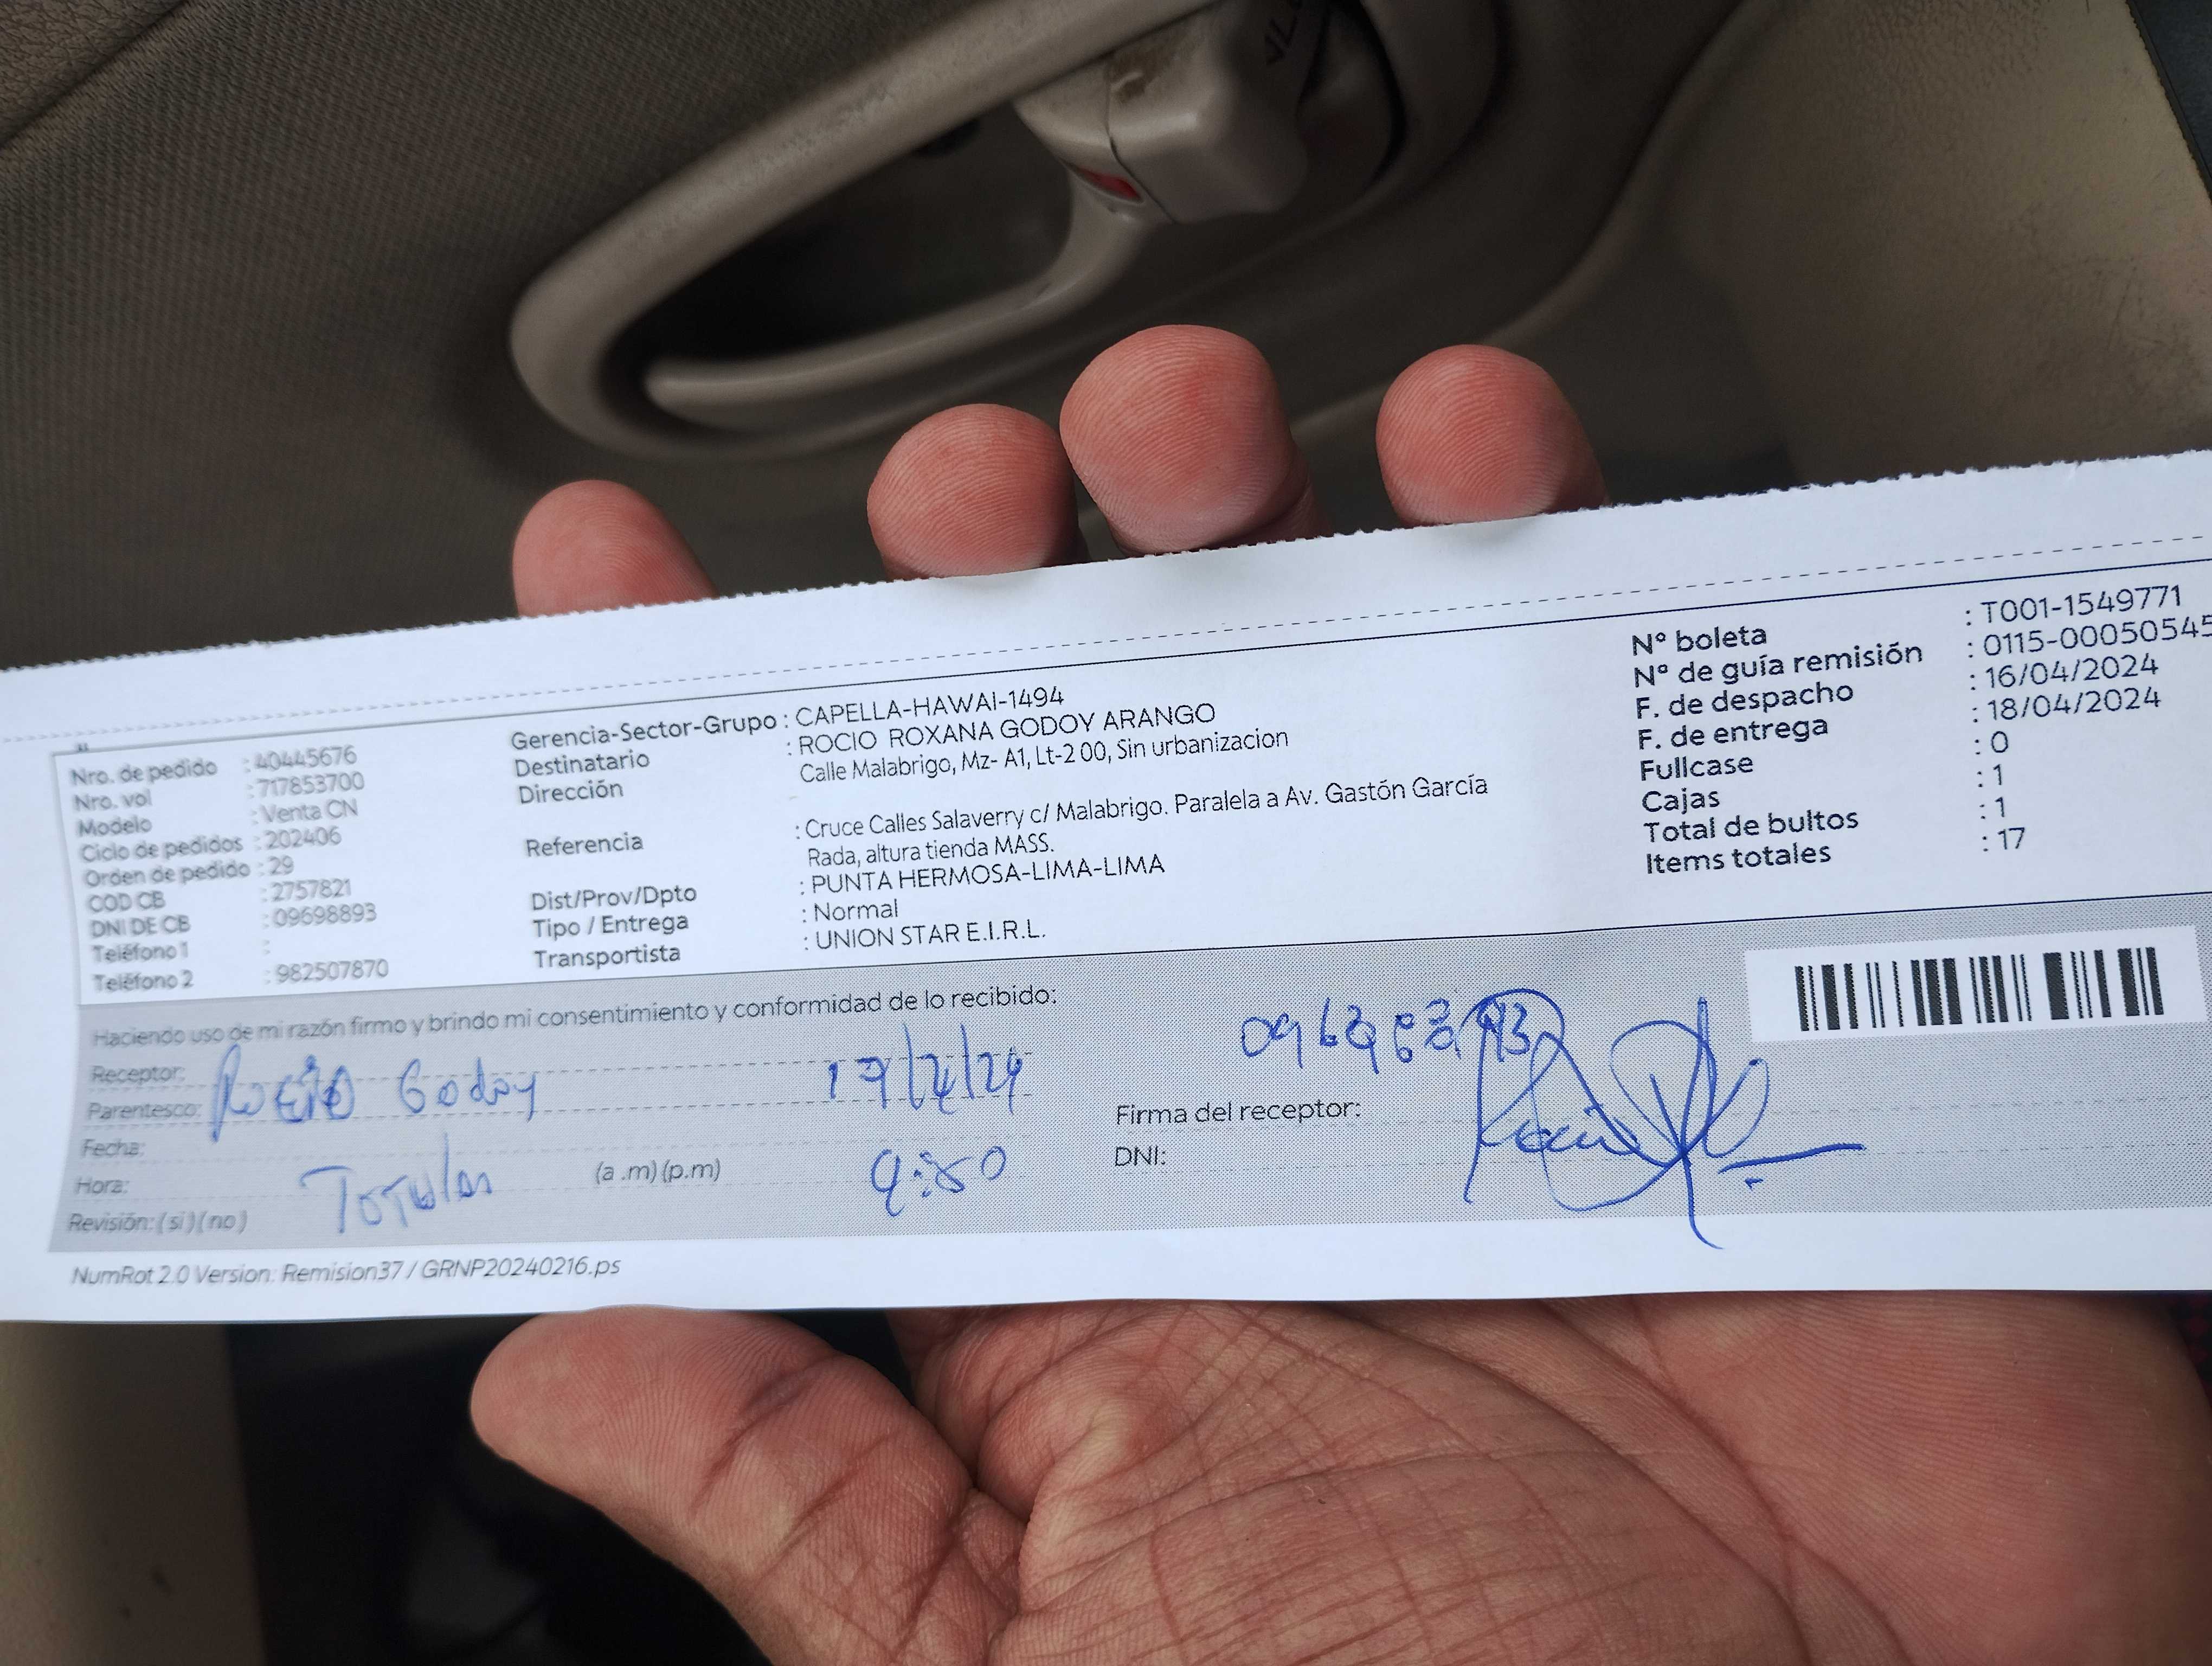 Nro. de pedido : 40445676
Nro. vol : 717853700
Modelo : Venta CN
Ciclo de pedidos : 202406
Orden de pedido : 29
COD CB : 2757821
DNI DE CB : 09698893
Teléfono 1 :
Teléfono 2 : 982507870
Gerencia-Sector-Grupo : CAPELLA-HAWAI-1494
Destinatario : ROCIO ROXANA GODOY ARANGO
Dirección Calle Malabrigo, Mz- A1, Lt-2 00, Sin urbanizacion
Referencia : Cruce Calles Salaverry c/ Malabrigo. Paralela a Av. Gastón García
Rada, altura tienda MASS.
Dist/Prov/Dpto : PUNTA HERMOSA-LIMA-LIMA
Tipo / Entrega : Normal
Transportista : UNION STAR E.I.R.L.
Nº boleta : T001-1549771
Nº de guía remisión : 0115-00050545
F. de despacho : 16/04/2024
F. de entrega : 18/04/2024
Fullcase : 0
Cajas : 1
Total de bultos : 1
Items totales : 17
Haciendo uso de mi razón firmo y brindo mi consentimiento y conformidad de lo recibido:
Receptor:
Parentesco: Rocio Godoy 17/4/24
Fecha:
Hora: (a .m) (p.m)
Revisión: ( si ) ( no ) Titular
Firma del receptor:
DNI:
NumRot 2.0 Version: Remision37 / GRNP20240216.ps